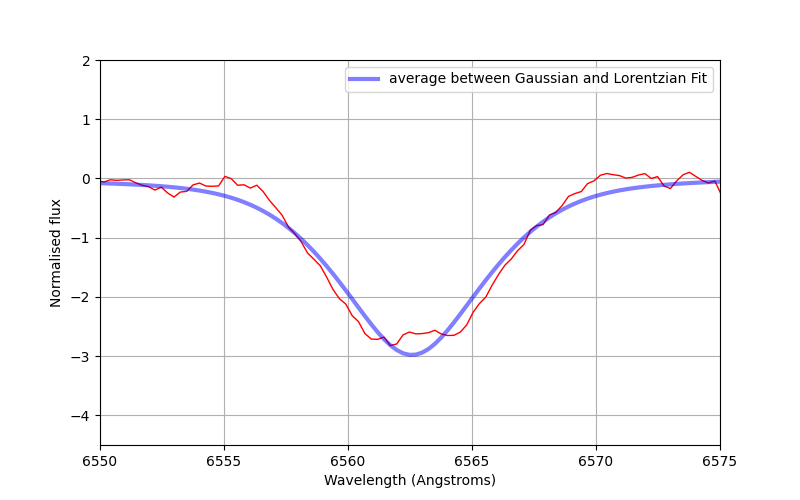 average between Gaussian and Lorentzian Fit
2
1
0
−1
−2
−3
−4
Normalised flux
6550 6555 6560 6565 6570 6575
Wavelength (Angstroms)